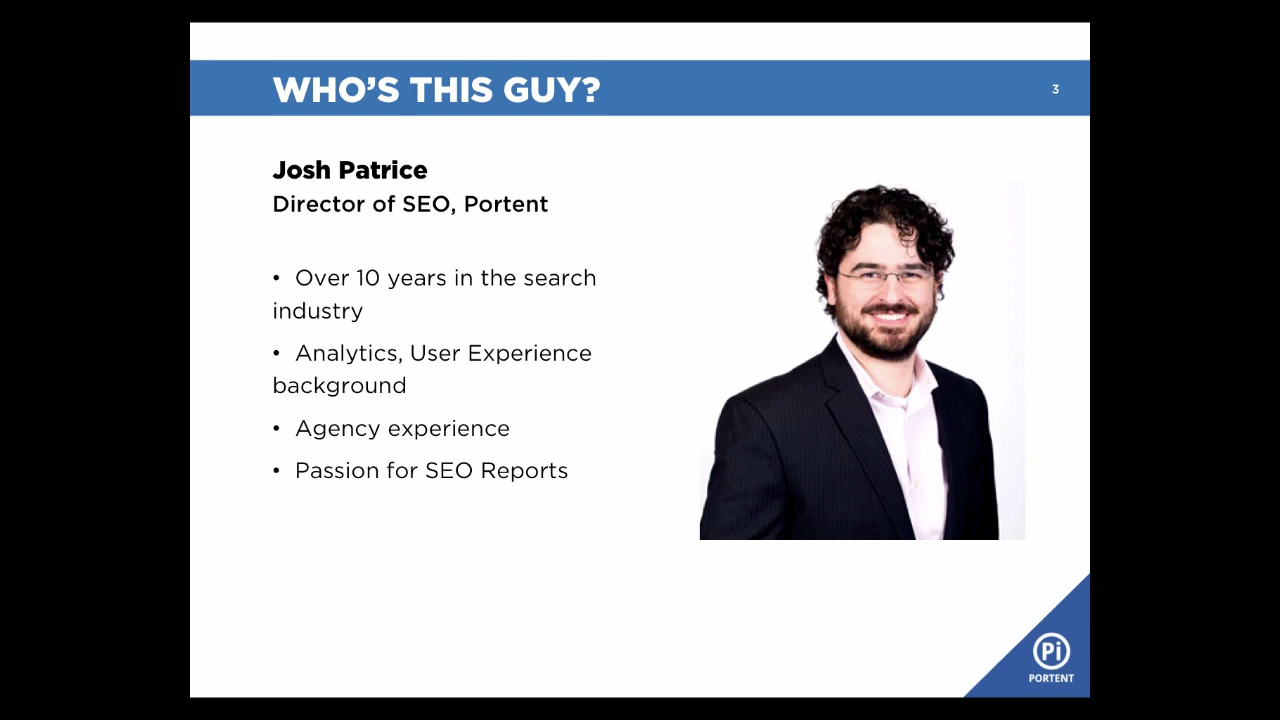 WHO'S THIS GUY?
3
Josh Patrice
Director of SEO, Portent
• Over 10 years in the search
industry
• Analytics, User Experience
background
• Agency experience
• Passion for SEO Reports
Pi
PORTENT